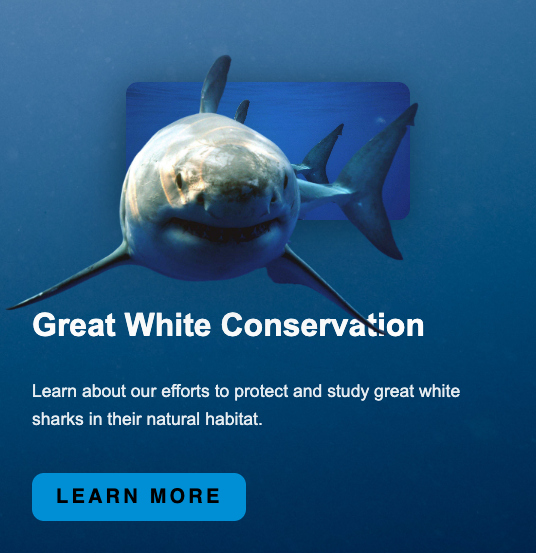 Great White Conservation
Learn about our efforts to protect and study great white
sharks in their natural habitat.
LEARN MORE